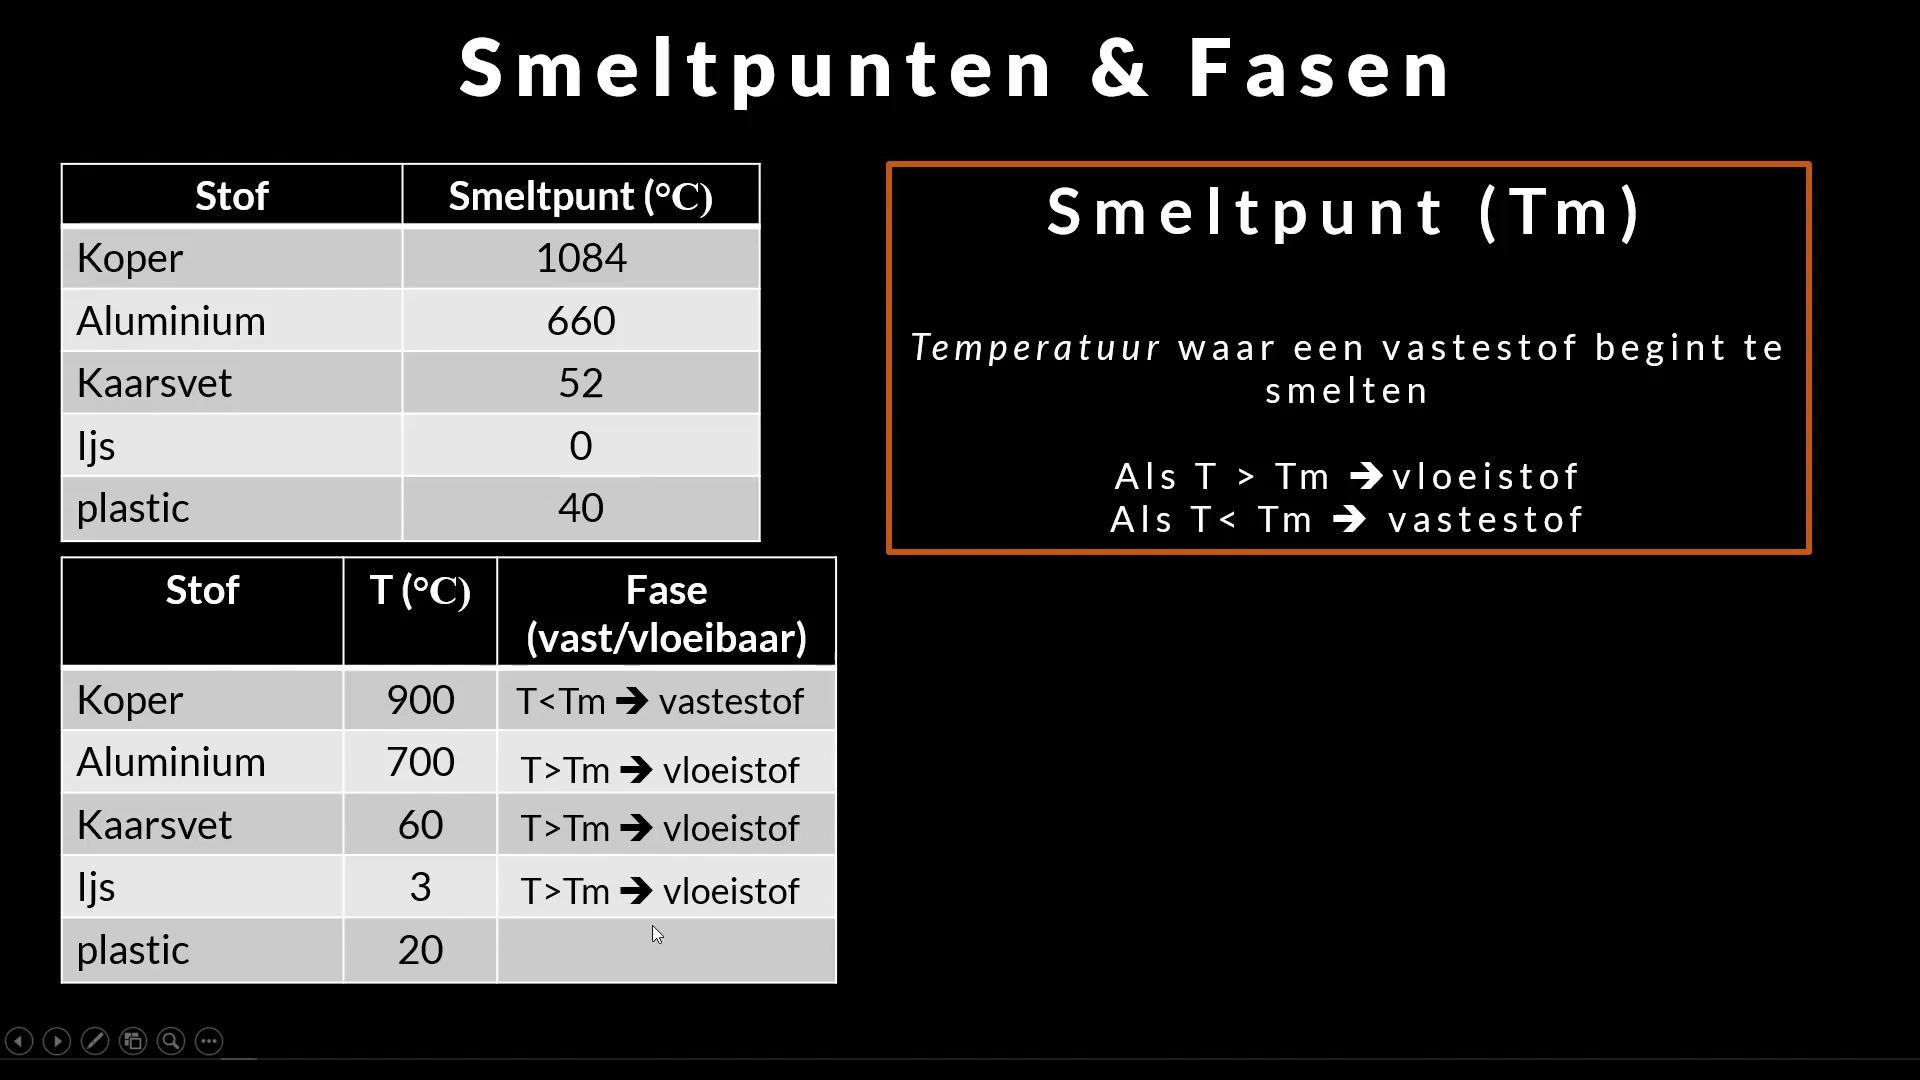 Smeltpunten & Fasen
Stof Smeltpunt (°C)
Koper 1084
Aluminium 660
Kaarsvet 52
Ijs 0
plastic 40
Smeltpunt (Tm)
Temperatuur waar een vastestof begint te
smelten
Als T > Tm ➔vloeistof
Als T< Tm ➔ vastestof
Stof T (°C) Fase
(vast/vloeibaar)
Koper 900 T<Tm ➔ vastestof
Aluminium 700 T>Tm ➔ vloeistof
Kaarsvet 60 T>Tm ➔ vloeistof
Ijs 3 T>Tm ➔ vloeistof
plastic 20